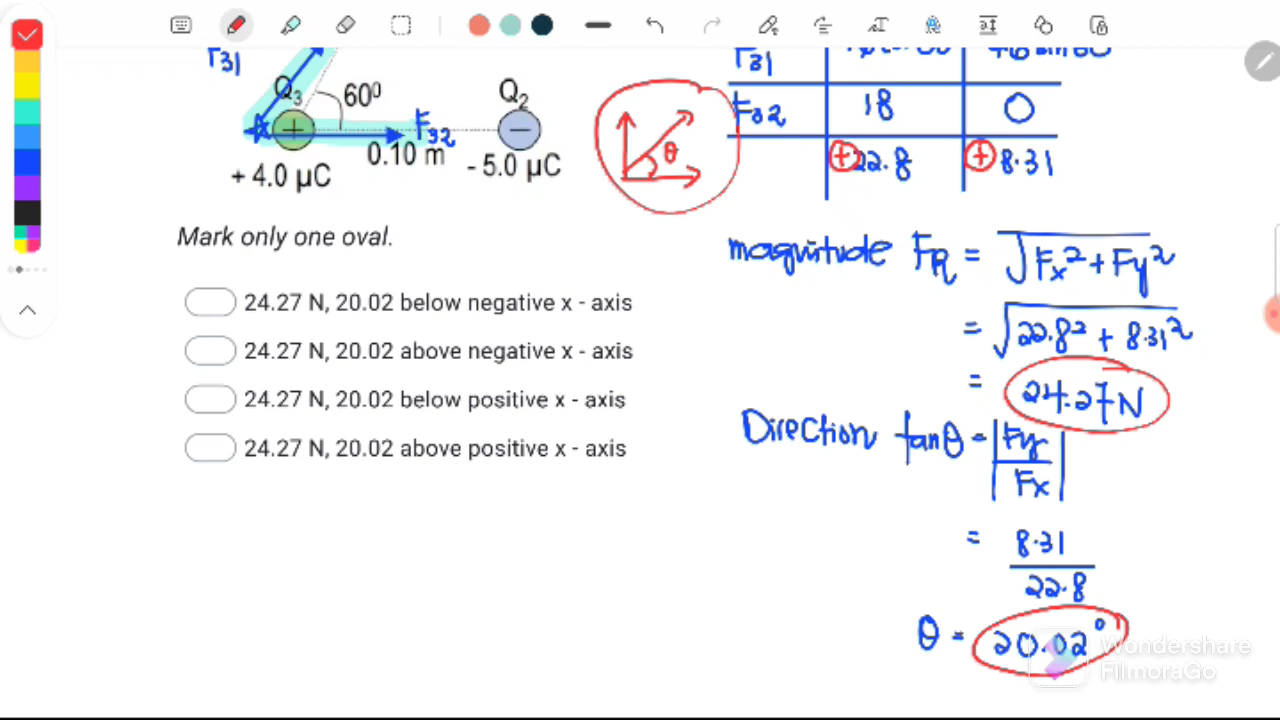 F31
Q3
60⁰
F32
Q2
+
−
0.10 m
+ 4.0 μC
- 5.0 μC
θ
F31
F32 18 0
+22.8 +8.31
Mark only one oval.
24.27 N, 20.02 below negative x - axis
24.27 N, 20.02 above negative x - axis
24.27 N, 20.02 below positive x - axis
24.27 N, 20.02 above positive x - axis
magnitude FR = √Fx² + Fy²
= √22.8² + 8.31²
= 24.27N
Direction tanθ = |Fy/Fx|
= 8.31/22.8
θ = 20.02°
Wondershare
FilmoraGo